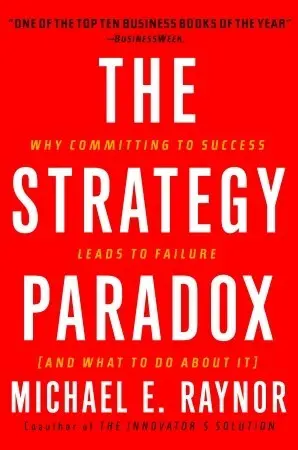 "ONE OF THE TOP TEN BUSINESS BOOKS OF THE YEAR"
—BUSINESSWEEK.
THE
WHY COMMITTING TO SUCCESS
STRATEGY
LEADS TO FAILURE
PARADOX
[AND WHAT TO DO ABOUT IT]
MICHAEL E. RAYNOR
Coauthor of THE INNOVATOR'S SOLUTION